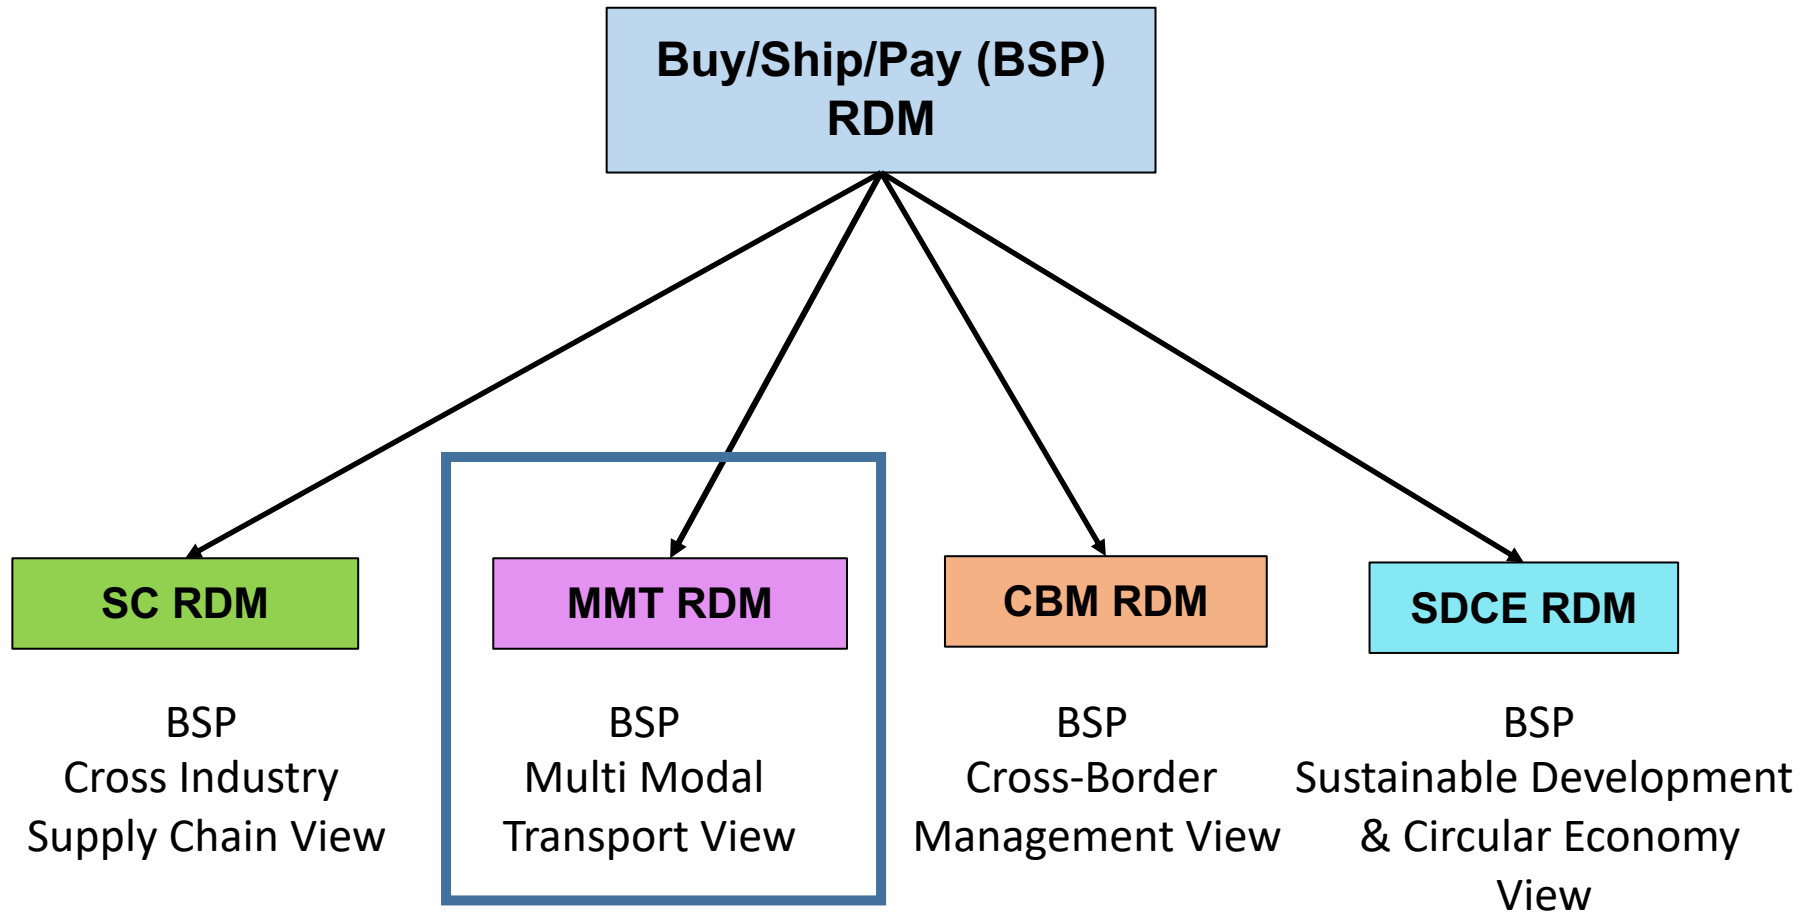 Buy/Ship/Pay (BSP)
RDM
SC RDM
MMT RDM
CBM RDM
SDCE RDM
BSP
Cross Industry
Supply Chain View
BSP
Multi Modal
Transport View
BSP
Cross-Border
Management View
BSP
Sustainable Development
& Circular Economy
View